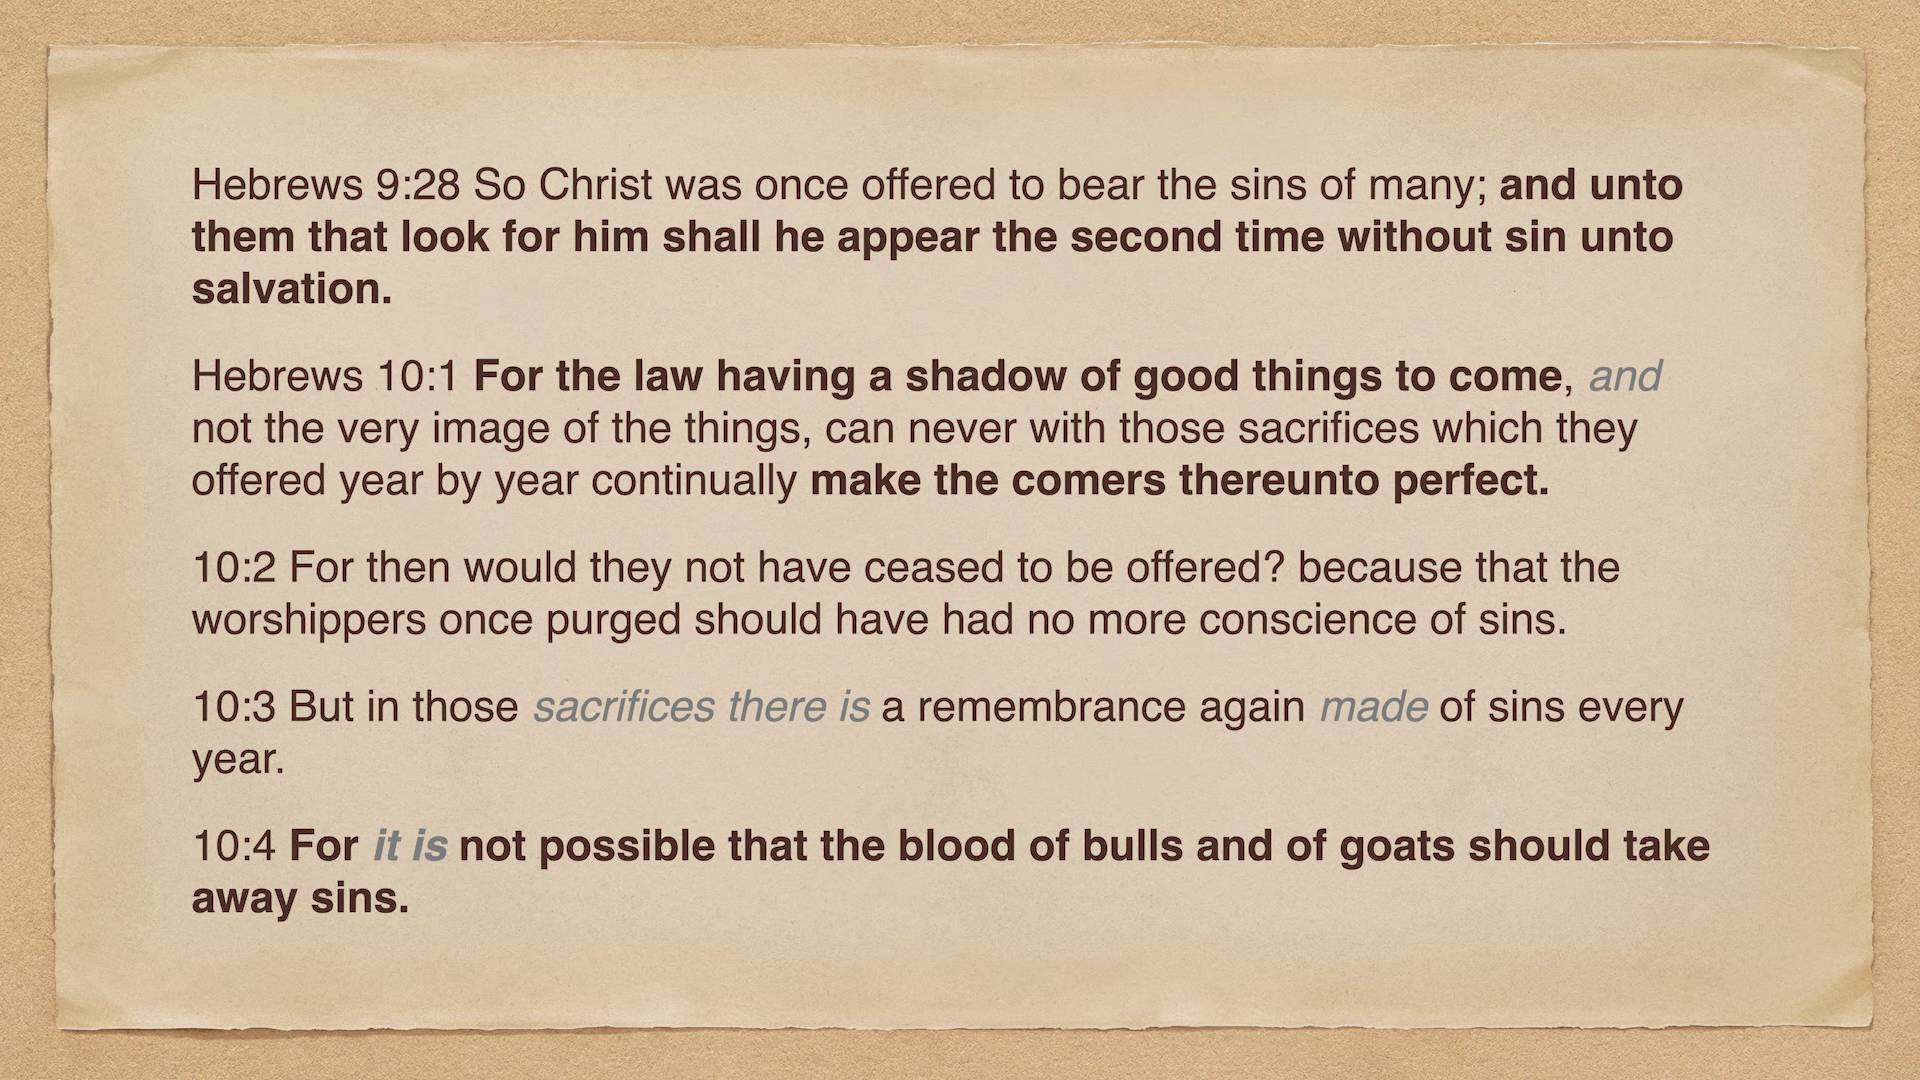 Hebrews 9:28 So Christ was once offered to bear the sins of many; and unto
them that look for him shall he appear the second time without sin unto
salvation.
Hebrews 10:1 For the law having a shadow of good things to come, and
not the very image of the things, can never with those sacrifices which they
offered year by year continually make the comers thereunto perfect.
10:2 For then would they not have ceased to be offered? because that the
worshippers once purged should have had no more conscience of sins.
10:3 But in those sacrifices there is a remembrance again made of sins every
year.
10:4 For it is not possible that the blood of bulls and of goats should take
away sins.